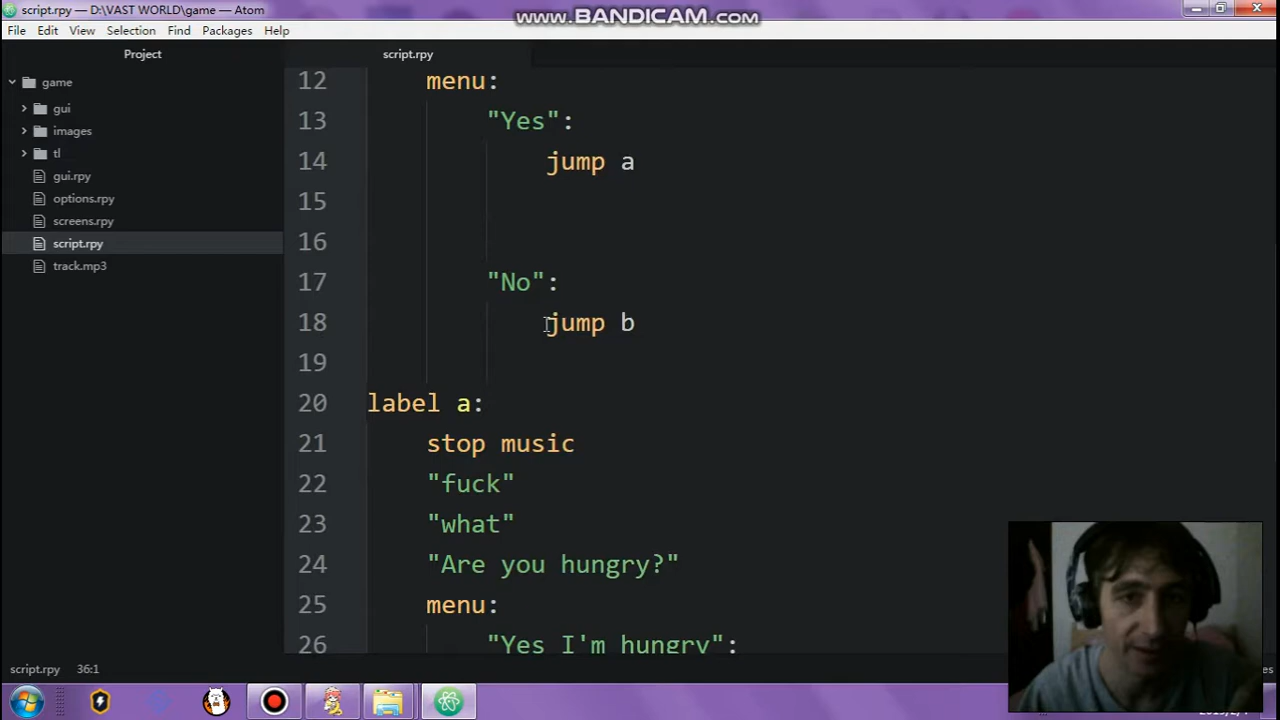 script.rpy — D:\VAST WORLD\game — Atom
www.BANDICAM.com
File Edit View Selection Find Packages Help
Project
script.rpy
game
gui
images
tl
gui.rpy
options.rpy
screens.rpy
script.rpy
track.mp3
12 menu:
13 "Yes":
14 jump a
15
16
17 "No":
18 jump b
19
20 label a:
21 stop music
22 "fuck"
23 "what"
24 "Are you hungry?"
25 menu:
26 "Yes I'm hungry":
script.rpy 36:1